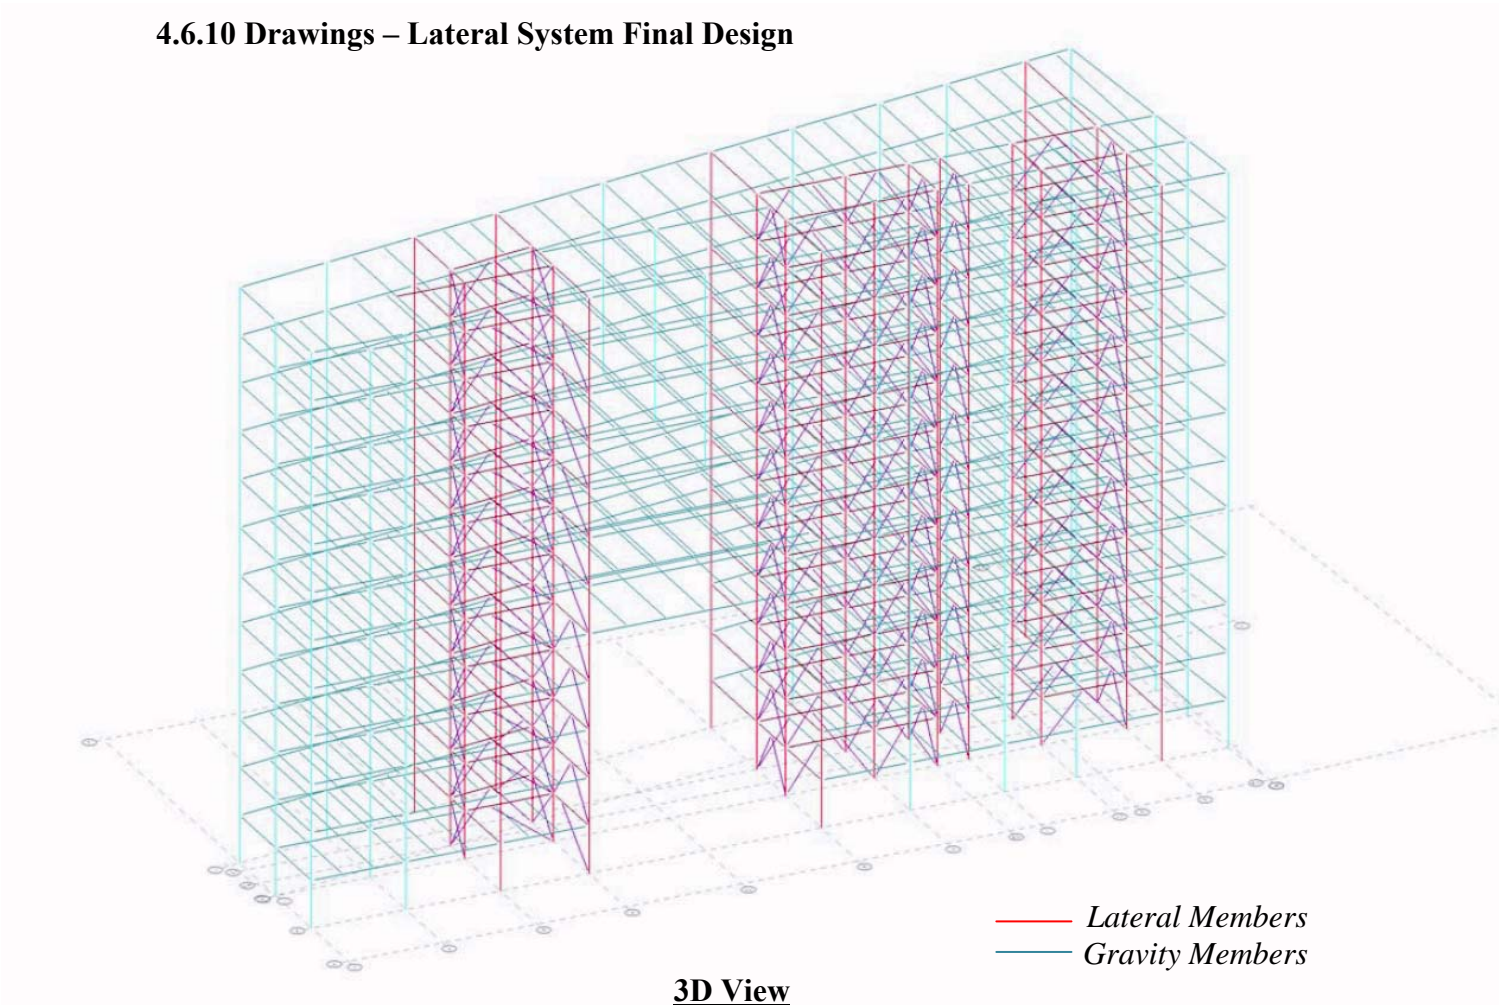 4.6.10 Drawings – Lateral System Final Design
Lateral Members
Gravity Members
3D View